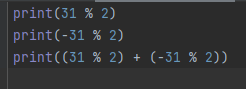 print(31 % 2)
print(-31 % 2)
print((31 % 2) + (-31 % 2))